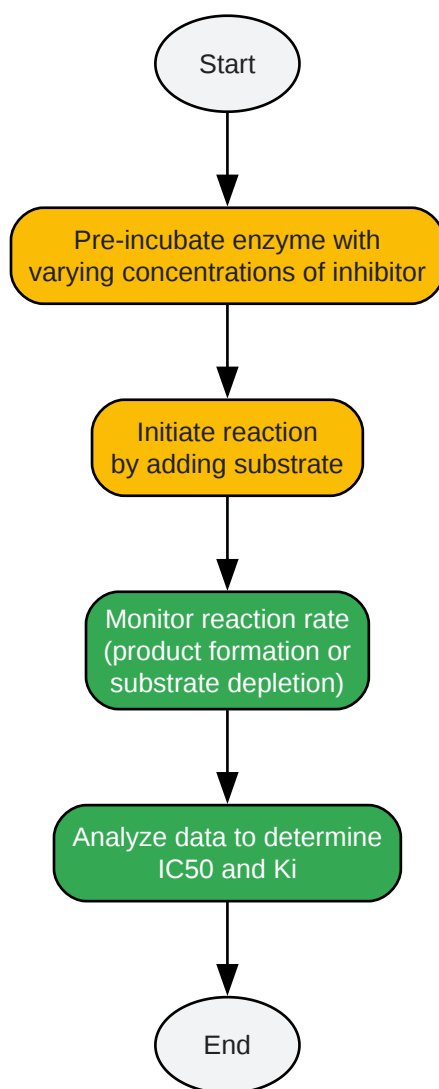 Start
Pre-incubate enzyme with
varying concentrations of inhibitor
Initiate reaction
by adding substrate
Monitor reaction rate
(product formation or
substrate depletion)
Analyze data to determine
IC50 and Ki
End